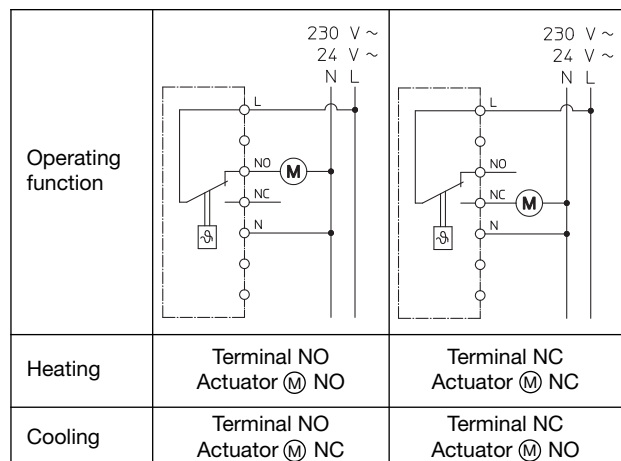 Operating
function
230 V ~
24 V ~
N L
L
NO
M
NC
N
ϑ
230 V ~
24 V ~
N L
L
NO
NC
M
N
ϑ
Heating
Terminal NO
Actuator Ⓜ NO
Terminal NC
Actuator Ⓜ NC
Cooling
Terminal NO
Actuator Ⓜ NC
Terminal NC
Actuator Ⓜ NO